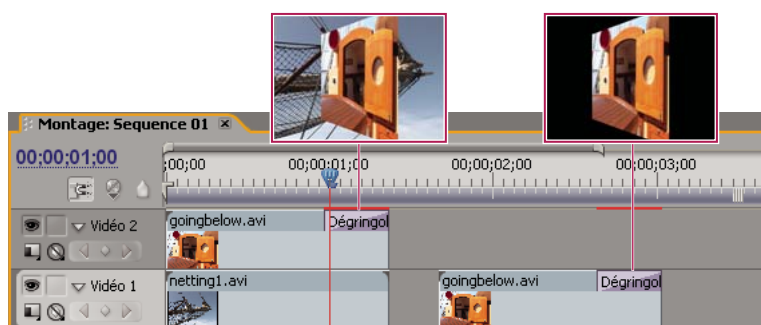 Montage: Sequence 01
00;00;01;00
;00;00 00;00;01;00 00;00;02;00 00;00;03;00
Vidéo 2
goingbelow.avi Dégringol
Vidéo 1
netting1.avi goingbelow.avi Dégringol